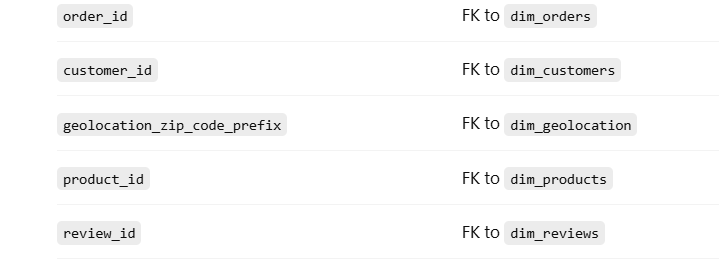 order_id FK to dim_orders
customer_id FK to dim_customers
geolocation_zip_code_prefix FK to dim_geolocation
product_id FK to dim_products
review_id FK to dim_reviews